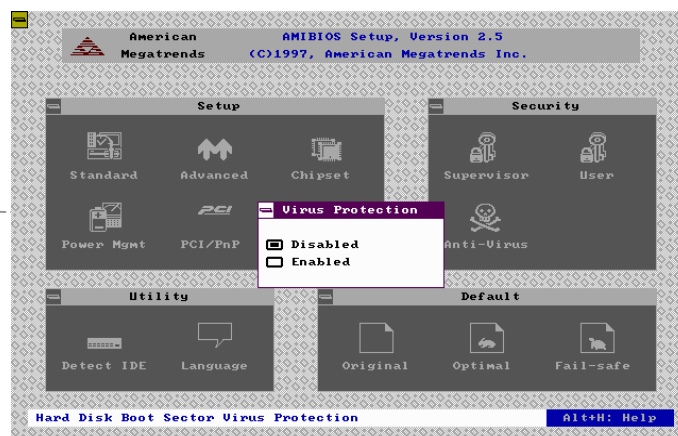 American
Megatrends
AMIBIOS Setup, Version 2.5
(C)1997, American Megatrends Inc.
Setup
Security
Standard
Advanced
Chipset
Supervisor
User
PCI
Power Mgmt
PCI/PnP
Anti-Virus
Virus Protection
Disabled
Enabled
Utility
Default
Detect IDE
Language
Original
Optimal
Fail-safe
Hard Disk Boot Sector Virus Protection
Alt+H: Help